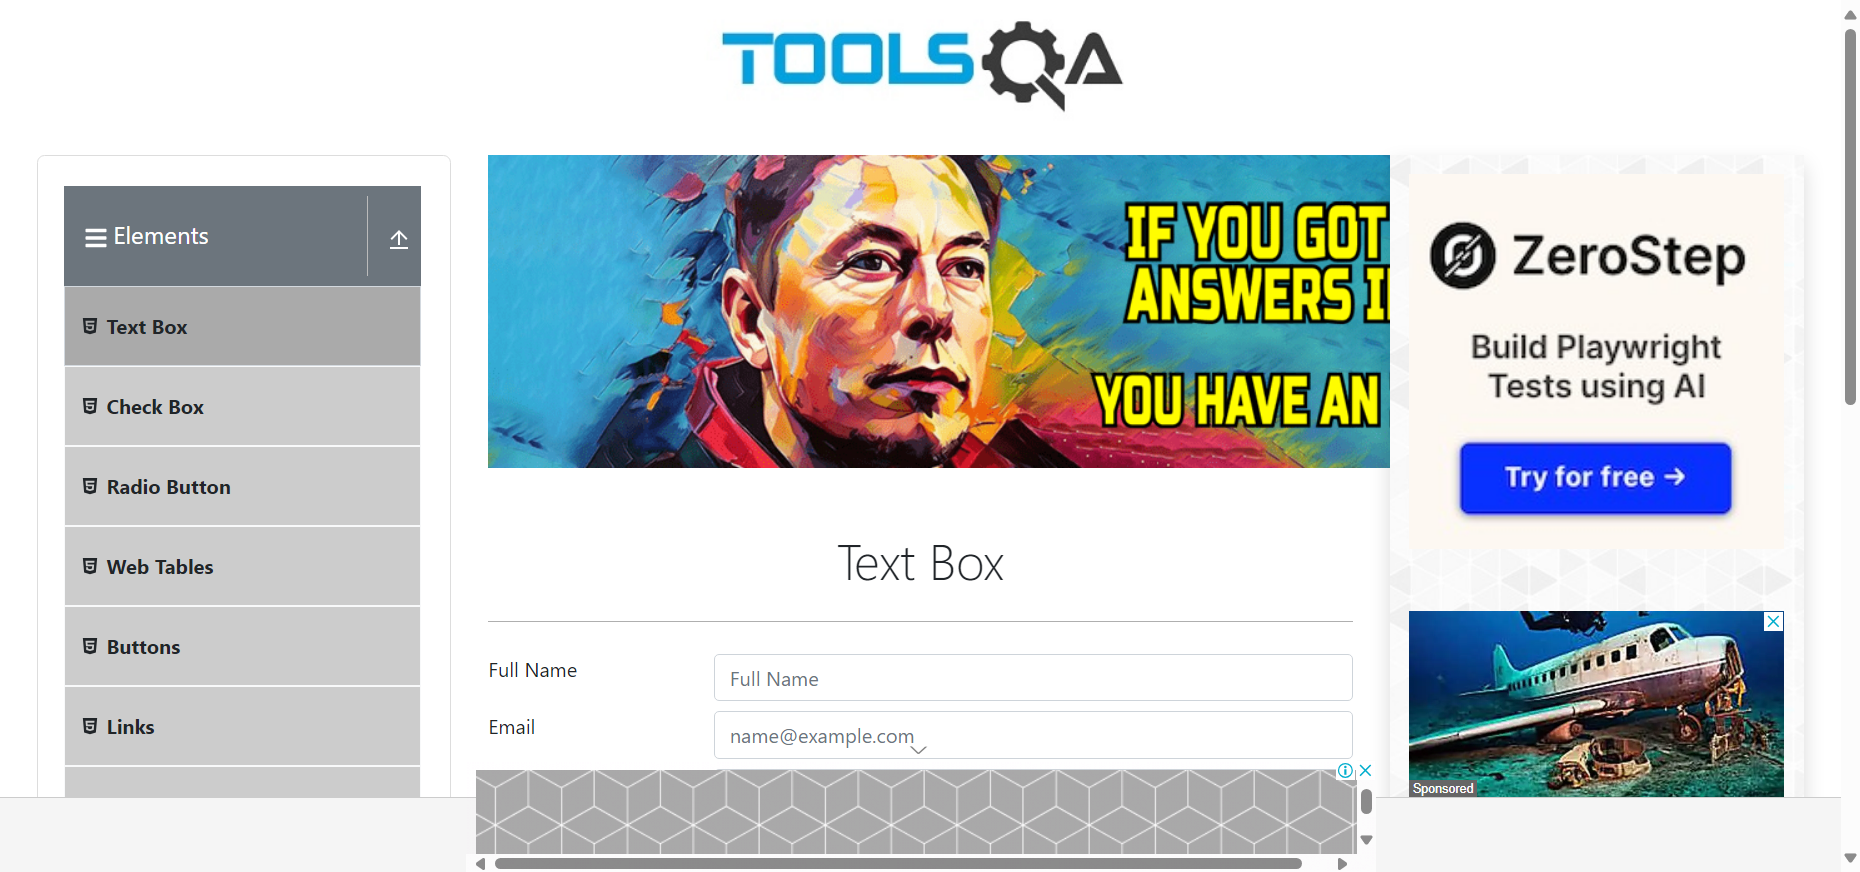 TOOLSQA
Elements
Text Box
Check Box
Radio Button
Web Tables
Buttons
Links
IF YOU GOT
ANSWERS I
YOU HAVE AN
Text Box
Full Name
Full Name
Email
name@example.com
ZeroStep
Build Playwright
Tests using AI
Try for free →
Sponsored